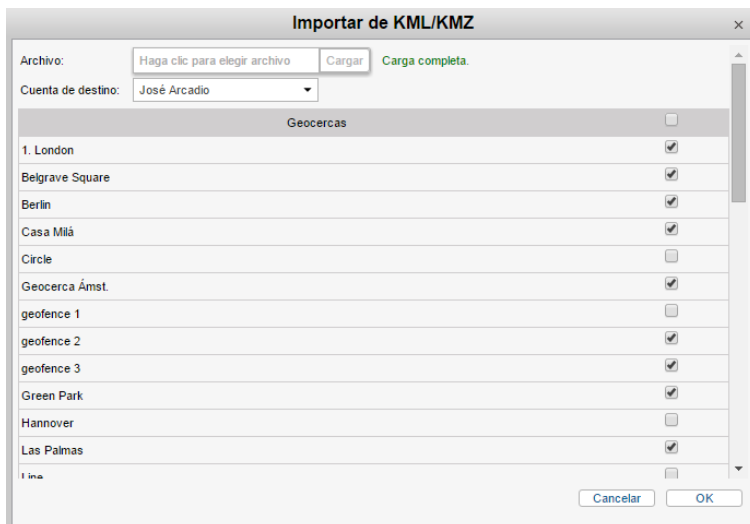 Importar de KML/KMZ
Archivo: Haga clic para elegir archivo Cargar Carga completa.
Cuenta de destino: José Arcadio
Geocercas
1. London
Belgrave Square
Berlin
Casa Milá
Circle
Geocerca Ámst.
geofence 1
geofence 2
geofence 3
Green Park
Hannover
Las Palmas
Line
Cancelar OK